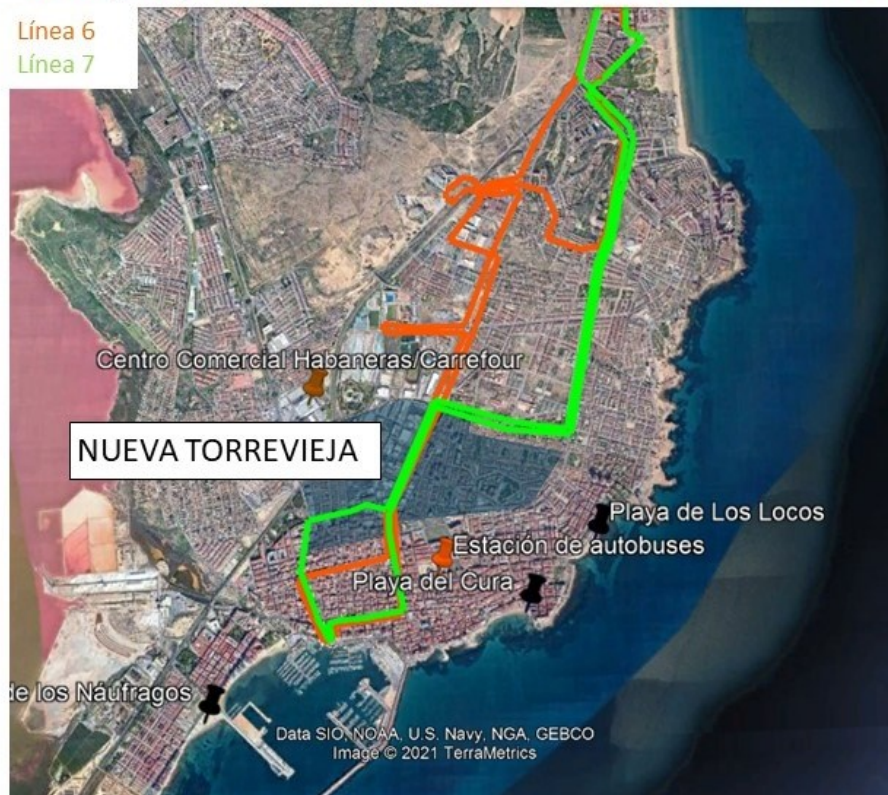 Línea 6
Línea 7
Centro Comercial Habaneras/Carrefour
NUEVA TORREVIEJA
Playa de Los Locos
Estación de autobuses
Playa del Cura
de los Náufragos
Data SIO, NOAA, U.S. Navy, NGA, GEBCO
Image © 2021 TerraMetrics